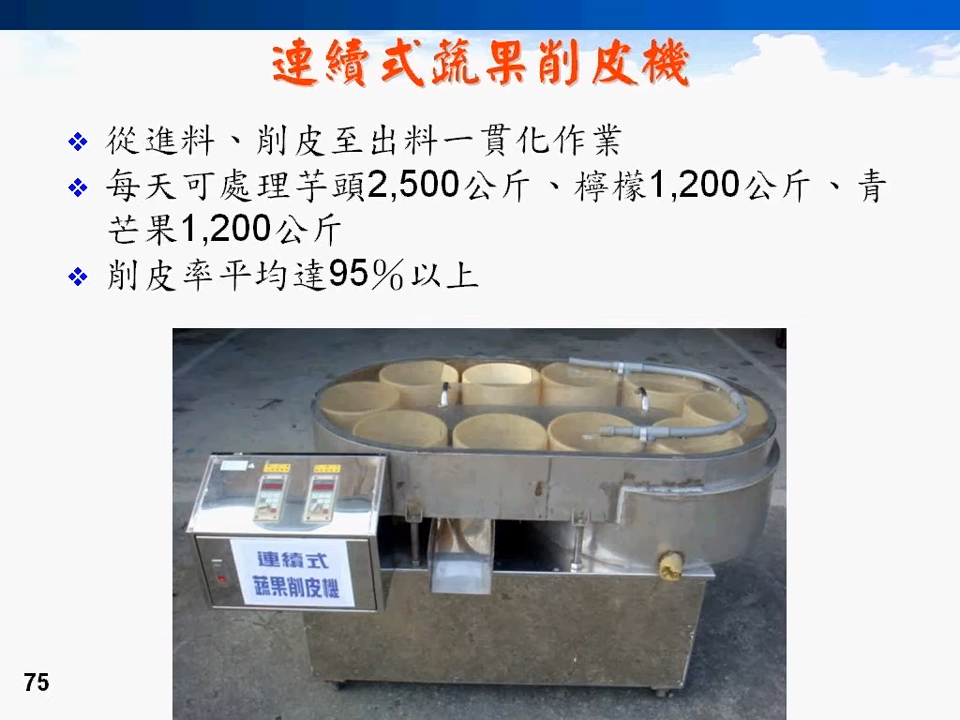 連續式蔬果削皮機
從進料、削皮至出料一貫化作業
每天可處理芋頭2,500公斤、檸檬1,200公斤、青
芒果1,200公斤
削皮率平均達95％以上
連續式
蔬果削皮機
75